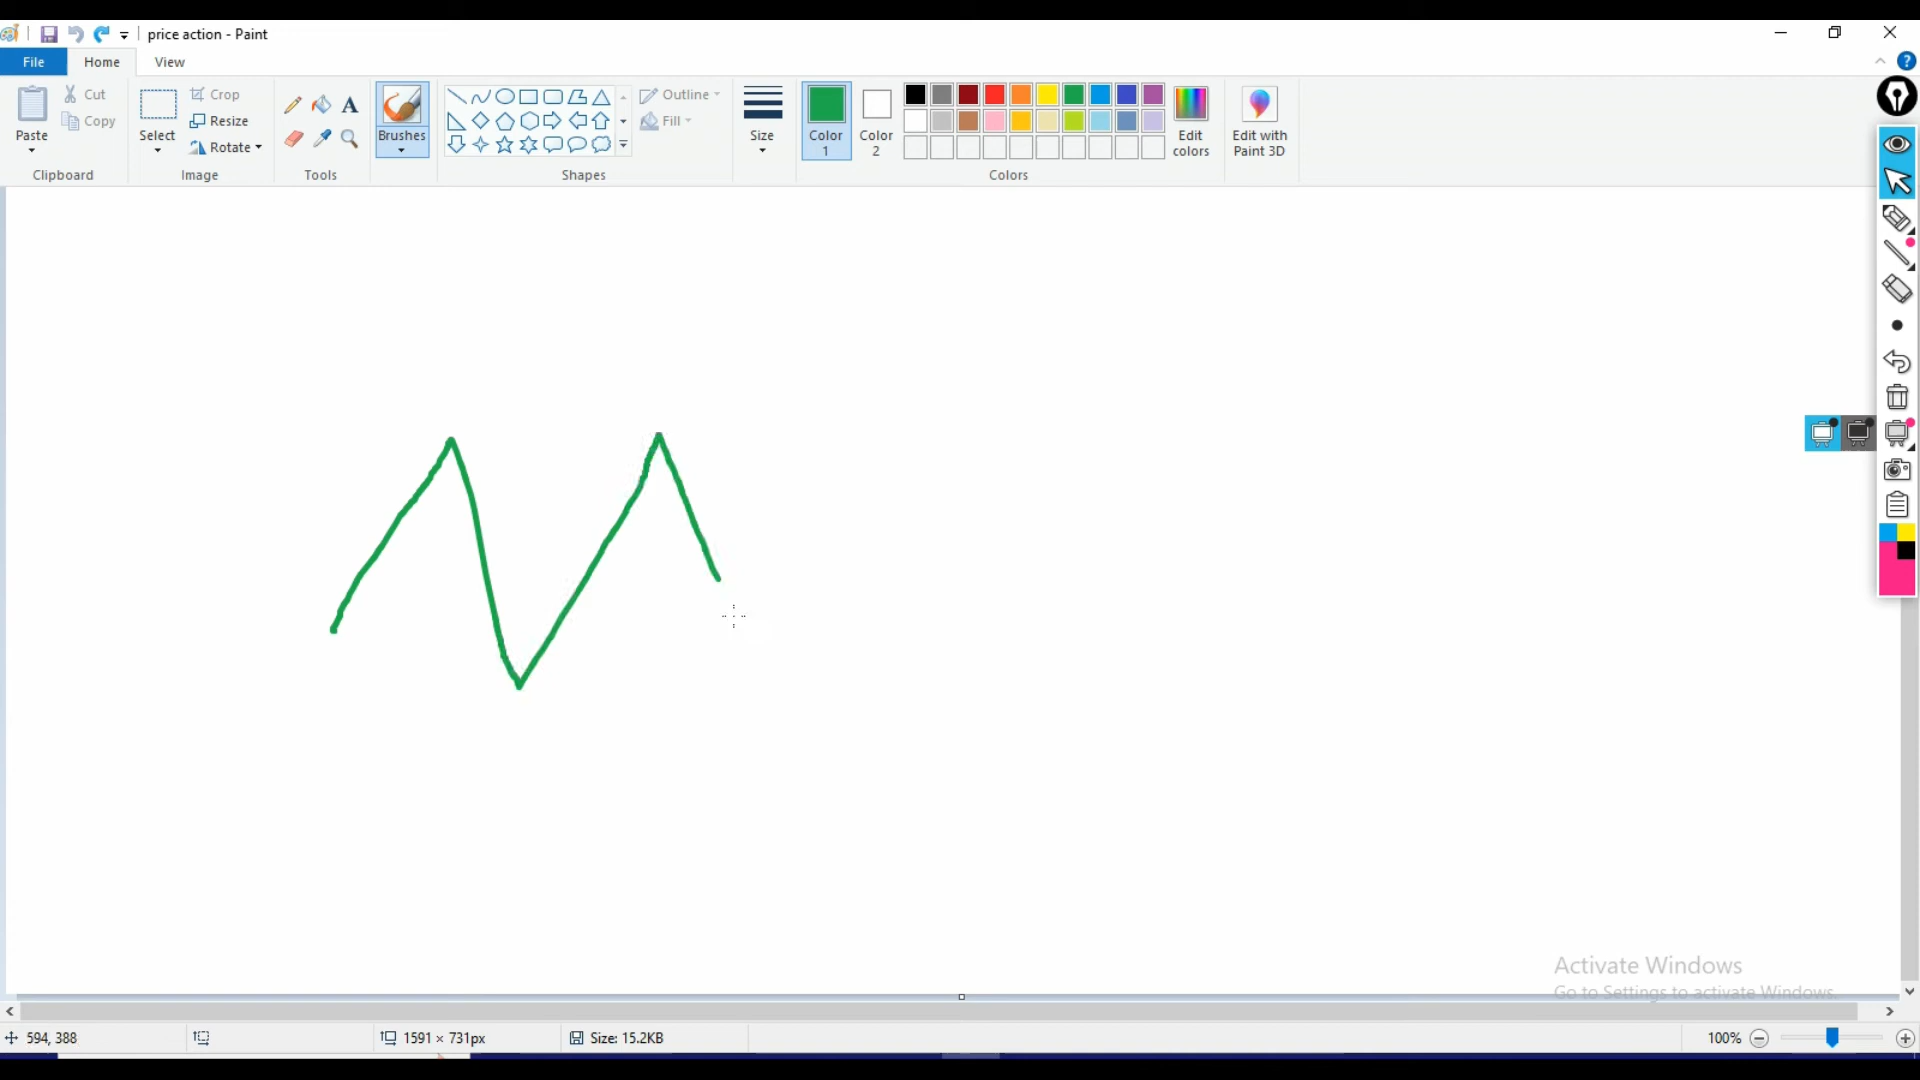 price action - Paint
File Home View
Paste
Cut
Copy
Clipboard
Select
Crop
Resize
Rotate
Image
A
Tools
Brushes
Shapes
Outline
Fill
Size
Color 1
Color 2
Edit colors
Colors
Edit with Paint 3D
?
Activate Windows
Go to Settings to activate Windows.
594, 388
1591 × 731px
Size: 15.2KB
100%